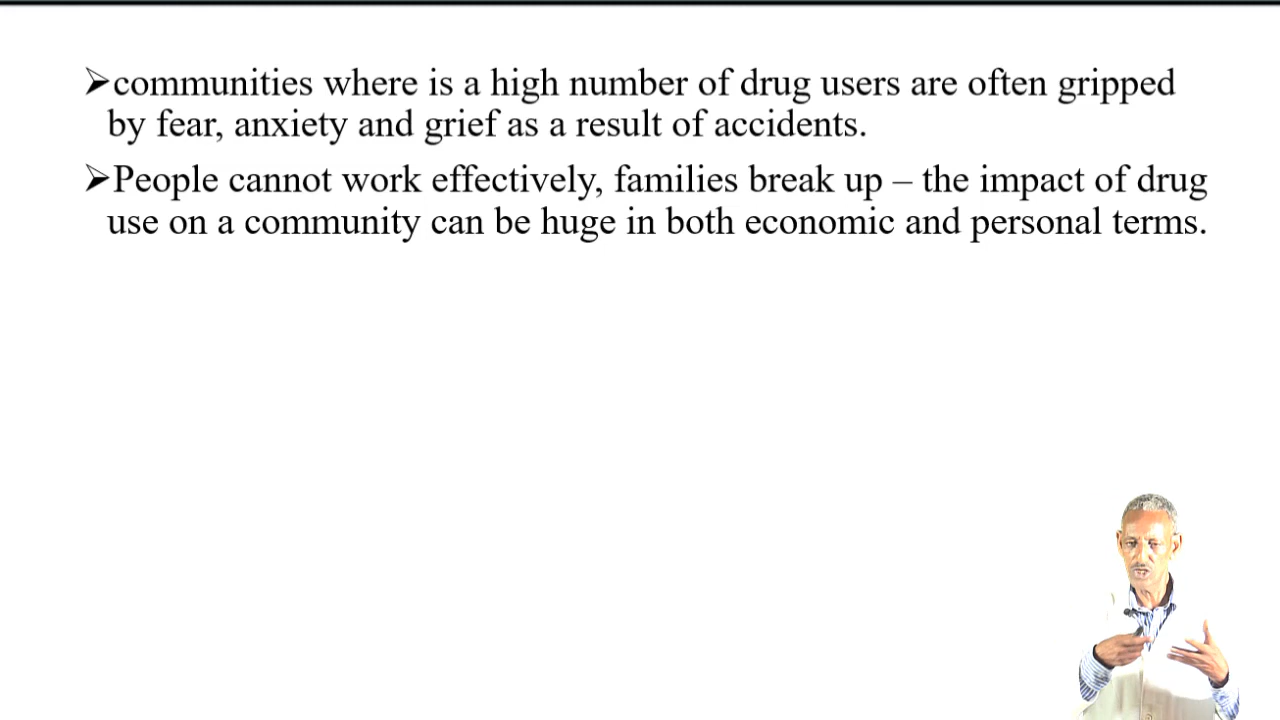 ➢communities where is a high number of drug users are often gripped
by fear, anxiety and grief as a result of accidents.
➢People cannot work effectively, families break up – the impact of drug
use on a community can be huge in both economic and personal terms.